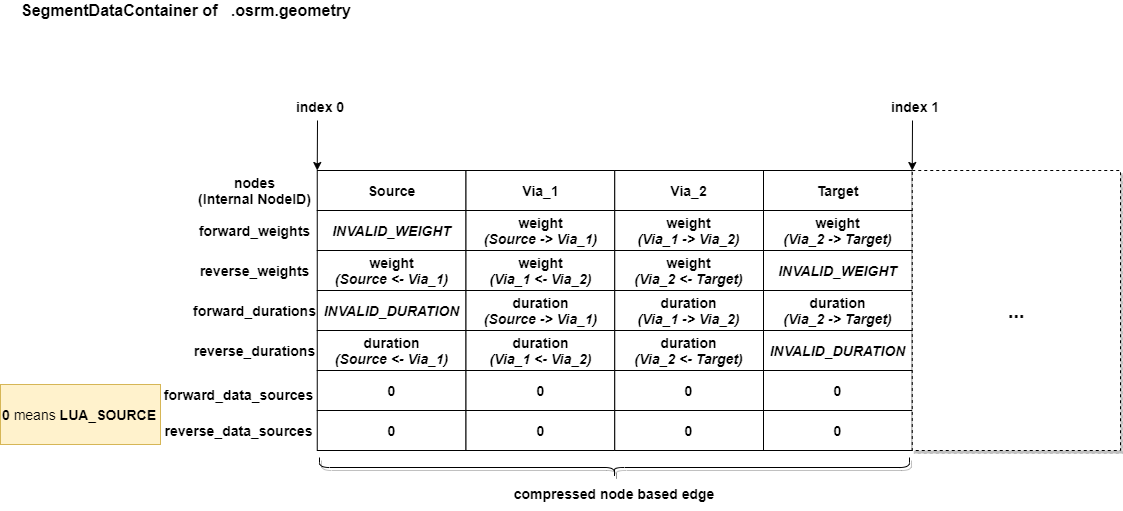 SegmentDataContainer of .osrm.geometry
index 0
index 1
nodes
(Internal NodeID)
Source
Via_1
Via_2
Target
forward_weights
INVALID_WEIGHT
weight
(Source -> Via_1)
weight
(Via_1 -> Via_2)
weight
(Via_2 -> Target)
reverse_weights
weight
(Source <- Via_1)
weight
(Via_1 <- Via_2)
weight
(Via_2 <- Target)
INVALID_WEIGHT
forward_durations
INVALID_DURATION
duration
(Source -> Via_1)
duration
(Via_1 -> Via_2)
duration
(Via_2 -> Target)
...
reverse_durations
duration
(Source <- Via_1)
duration
(Via_1 <- Via_2)
duration
(Via_2 <- Target)
INVALID_DURATION
forward_data_sources
0
0
0
0
0 means LUA_SOURCE
reverse_data_sources
0
0
0
0
compressed node based edge